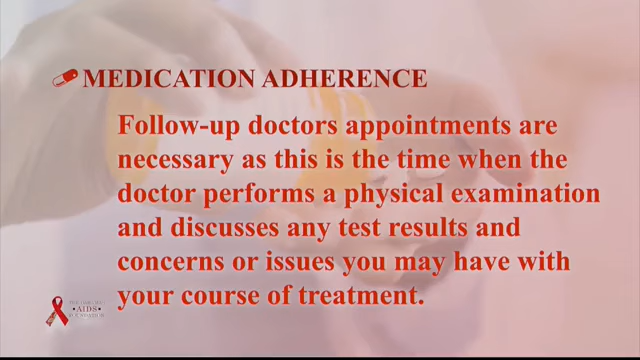 MEDICATION ADHERENCE
Follow-up doctors appointments are
necessary as this is the time when the
doctor performs a physical examination
and discusses any test results and
concerns or issues you may have with
your course of treatment.
AIDS